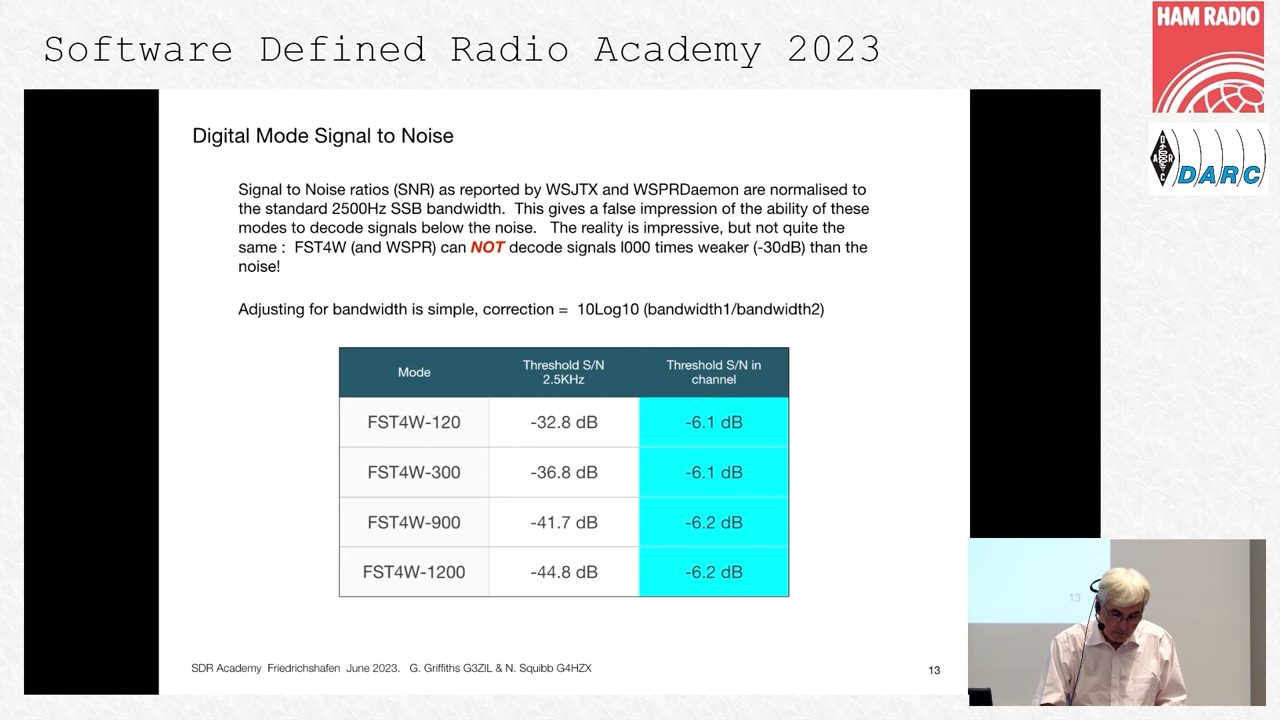 Software Defined Radio Academy 2023
HAM RADIO
DARC
DARC
Digital Mode Signal to Noise
Signal to Noise ratios (SNR) as reported by WSJTX and WSPRDaemon are normalised to
the standard 2500Hz SSB bandwidth. This gives a false impression of the ability of these
modes to decode signals below the noise. The reality is impressive, but not quite the
same : FST4W (and WSPR) can NOT decode signals l000 times weaker (-30dB) than the
noise!
Adjusting for bandwidth is simple, correction = 10Log10 (bandwidth1/bandwidth2)
Mode Threshold S/N 2.5KHz Threshold S/N in channel
FST4W-120 -32.8 dB -6.1 dB
FST4W-300 -36.8 dB -6.1 dB
FST4W-900 -41.7 dB -6.2 dB
FST4W-1200 -44.8 dB -6.2 dB
SDR Academy Friedrichshafen June 2023. G. Griffiths G3ZIL & N. Squibb G4HZX
13
13